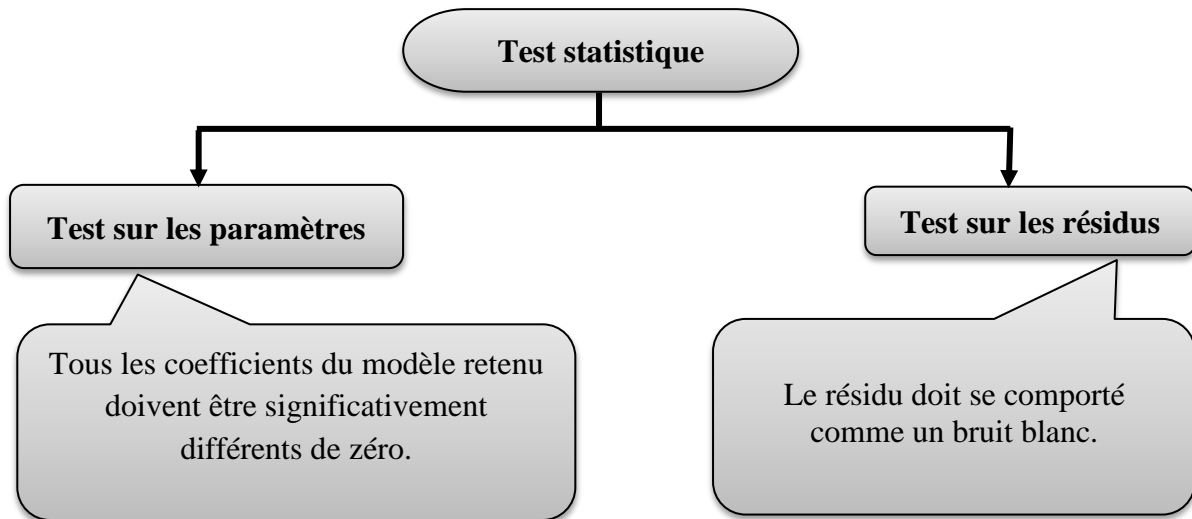 Test statistique
Test sur les paramètres
Test sur les résidus
Tous les coefficients du modèle retenu
doivent être significativement
différents de zéro.
Le résidu doit se comporté
comme un bruit blanc.